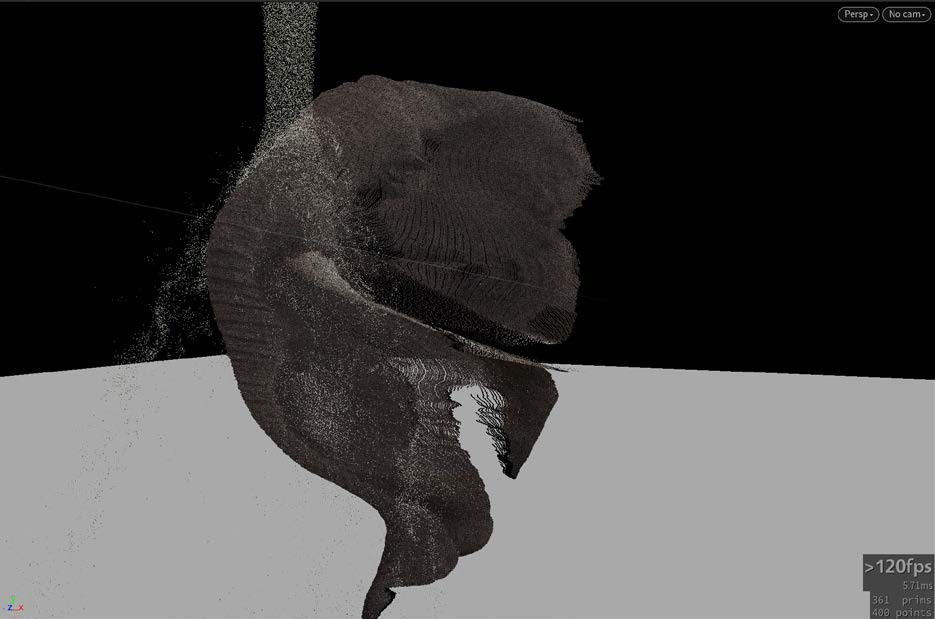 Persp
No cam
>120fps
5.71ms
361 prims
400 points
Z X